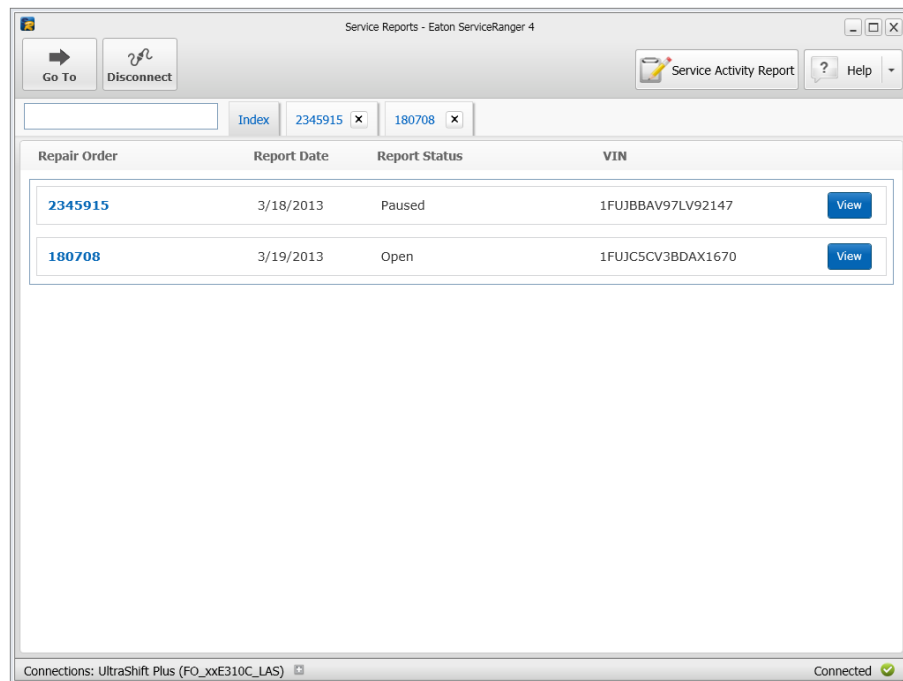 Service Reports - Eaton ServiceRanger 4
Go To
Disconnect
Service Activity Report
? Help
Index 2345915 180708
Repair Order Report Date Report Status VIN
2345915 3/18/2013 Paused 1FUJBBAV97LV92147 View
180708 3/19/2013 Open 1FUJC5CV3BDAX1670 View
Connections: UltraShift Plus (FO_xxE310C_LAS) Connected